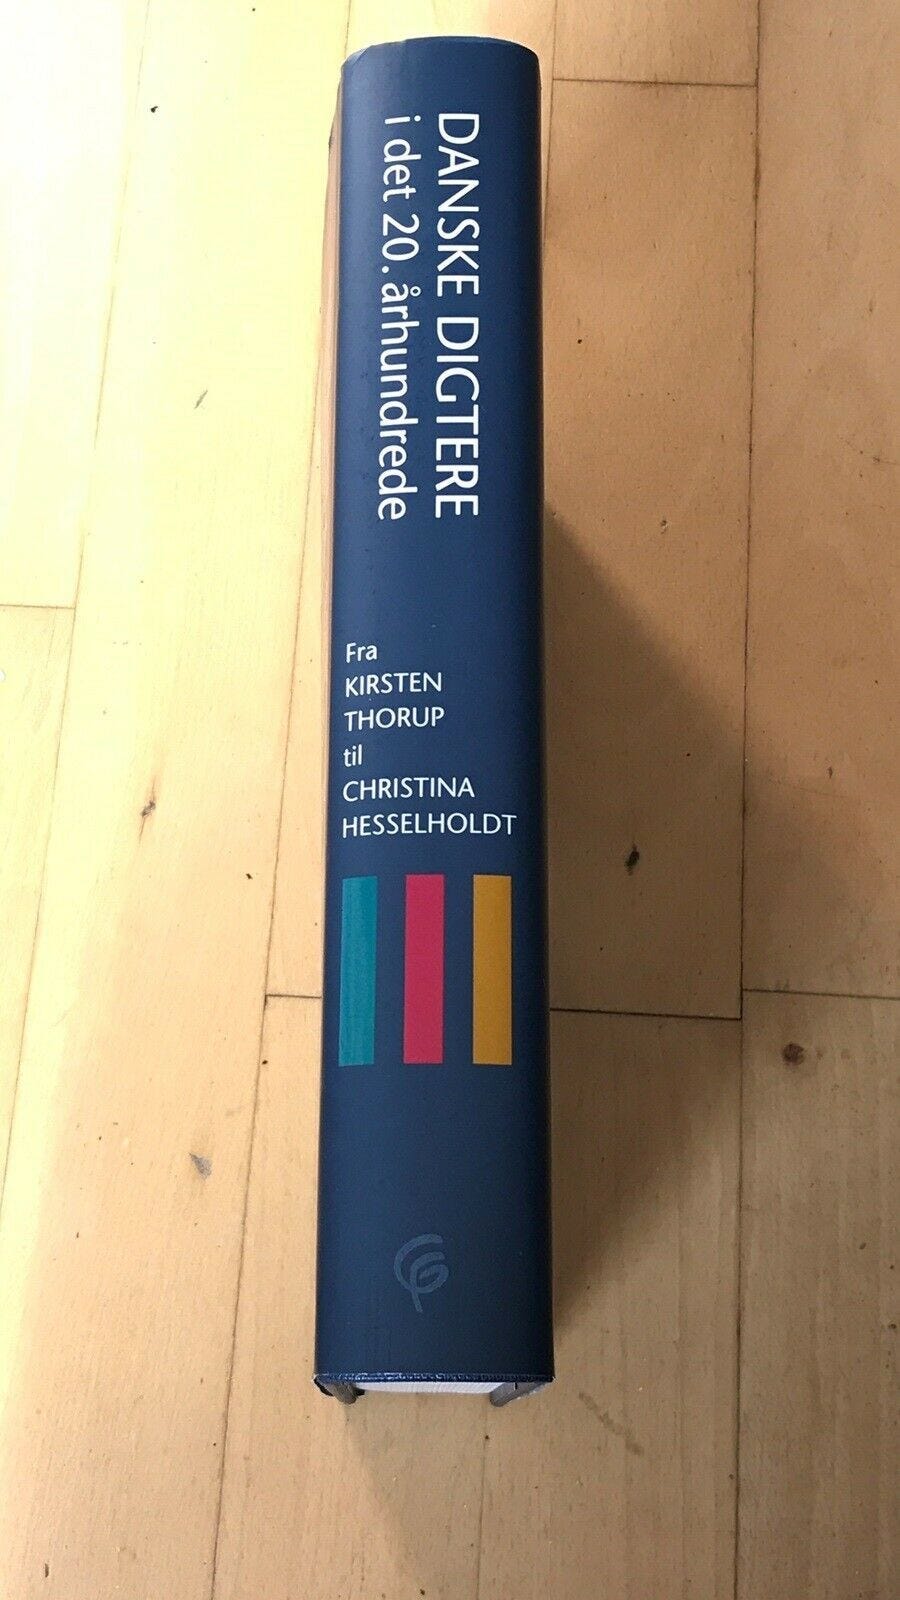 DANSKE DIGTERE
i det 20. århundrede
Fra
KIRSTEN
THORUP
til
CHRISTINA
HESSELHOLDT